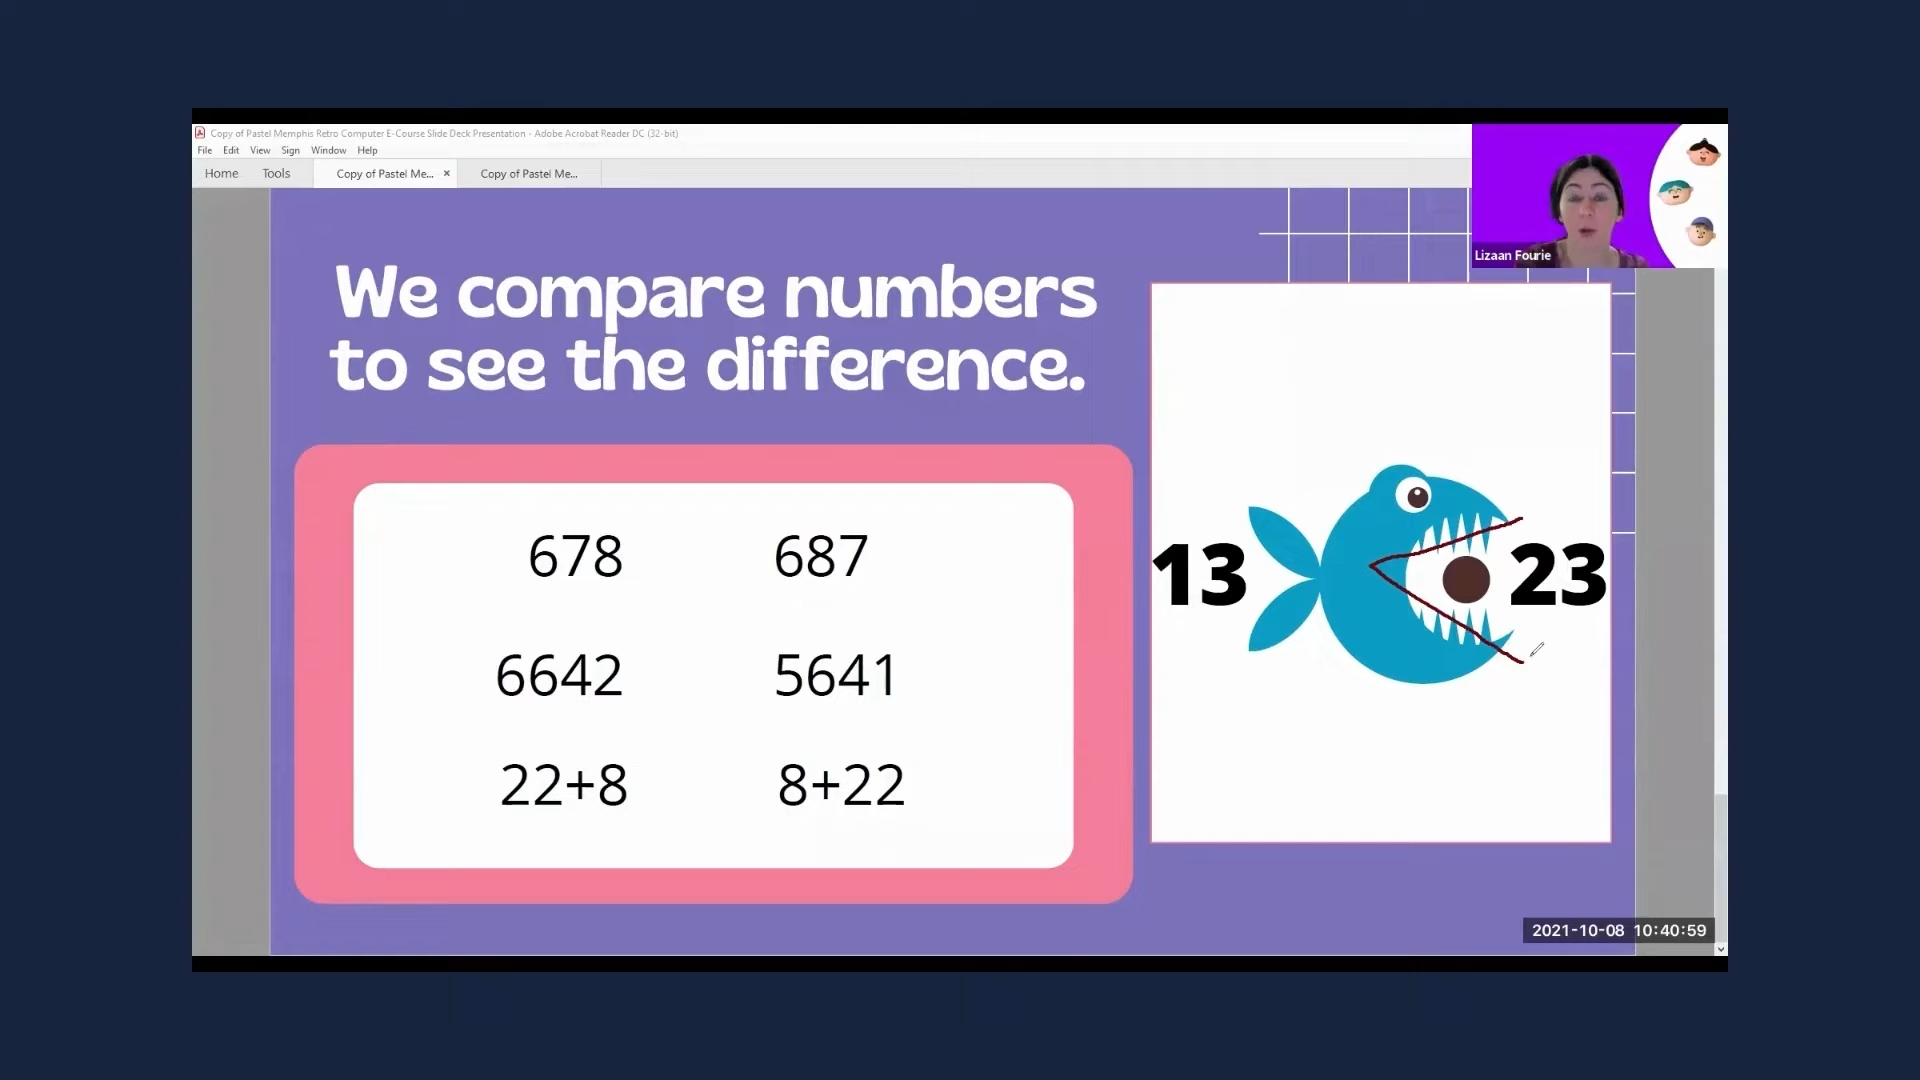 Copy of Pastel Memphis Retro Computer E-Course Slide Deck Presentation - Adobe Acrobat Reader DC (32-bit)
File Edit View Sign Window Help
Home Tools Copy of Pastel Me... × Copy of Pastel Me...
Lizaan Fourie
We compare numbers
to see the difference.
678 687
6642 5641
22+8 8+22
13 23
2021-10-08 10:40:59